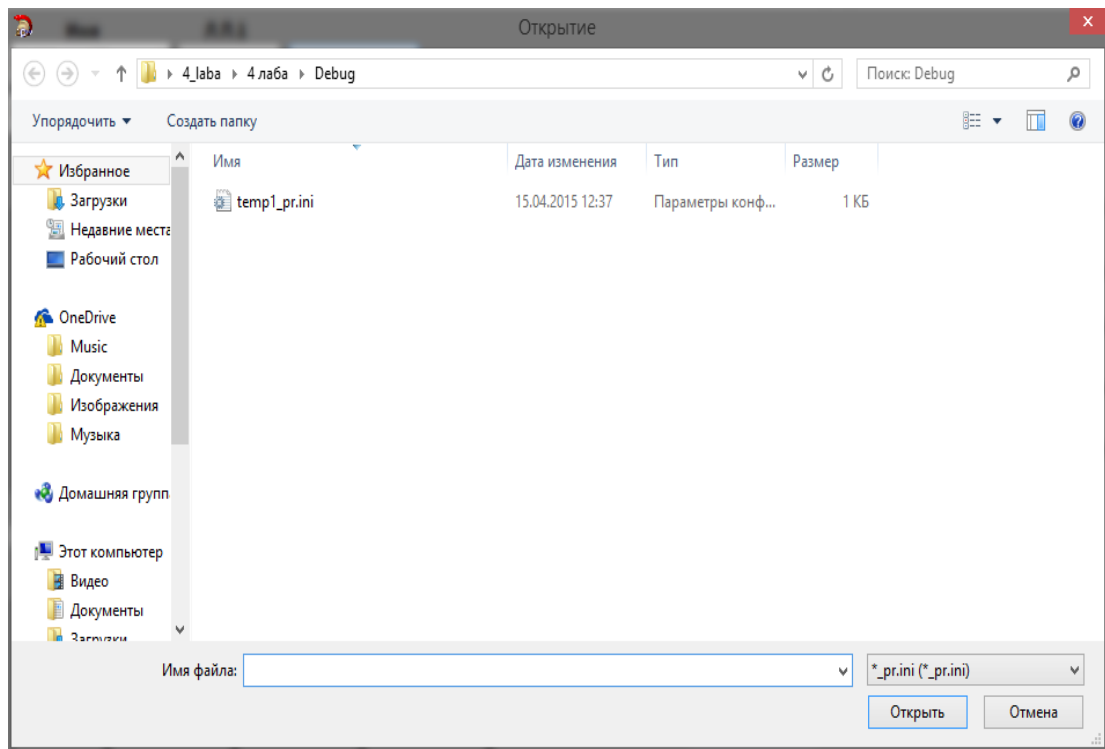 Открытие
4_laba 4 лаба Debug
Поиск: Debug
Упорядочить Создать папку
Имя Дата изменения Тип Размер
temp1_pr.ini 15.04.2015 12:37 Параметры конф... 1 КБ
Избранное
Загрузки
Недавние места
Рабочий стол
OneDrive
Music
Документы
Изображения
Музыка
Домашняя групп
Этот компьютер
Видео
Документы
Загрузки
Имя файла:
*_pr.ini (*_pr.ini)
Открыть Отмена